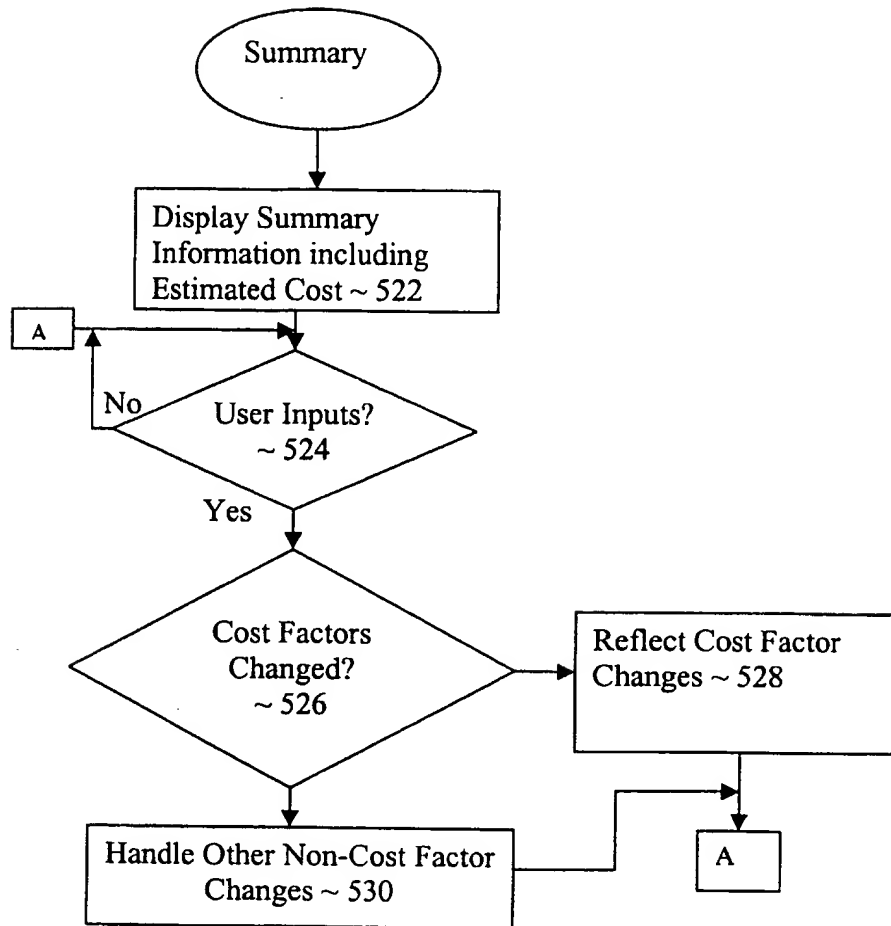 Summary
Display Summary
Information including
Estimated Cost ~ 522
A
No
User Inputs?
~ 524
Yes
Cost Factors
Changed?
~ 526
Reflect Cost Factor
Changes ~ 528
Handle Other Non-Cost Factor
Changes ~ 530
A